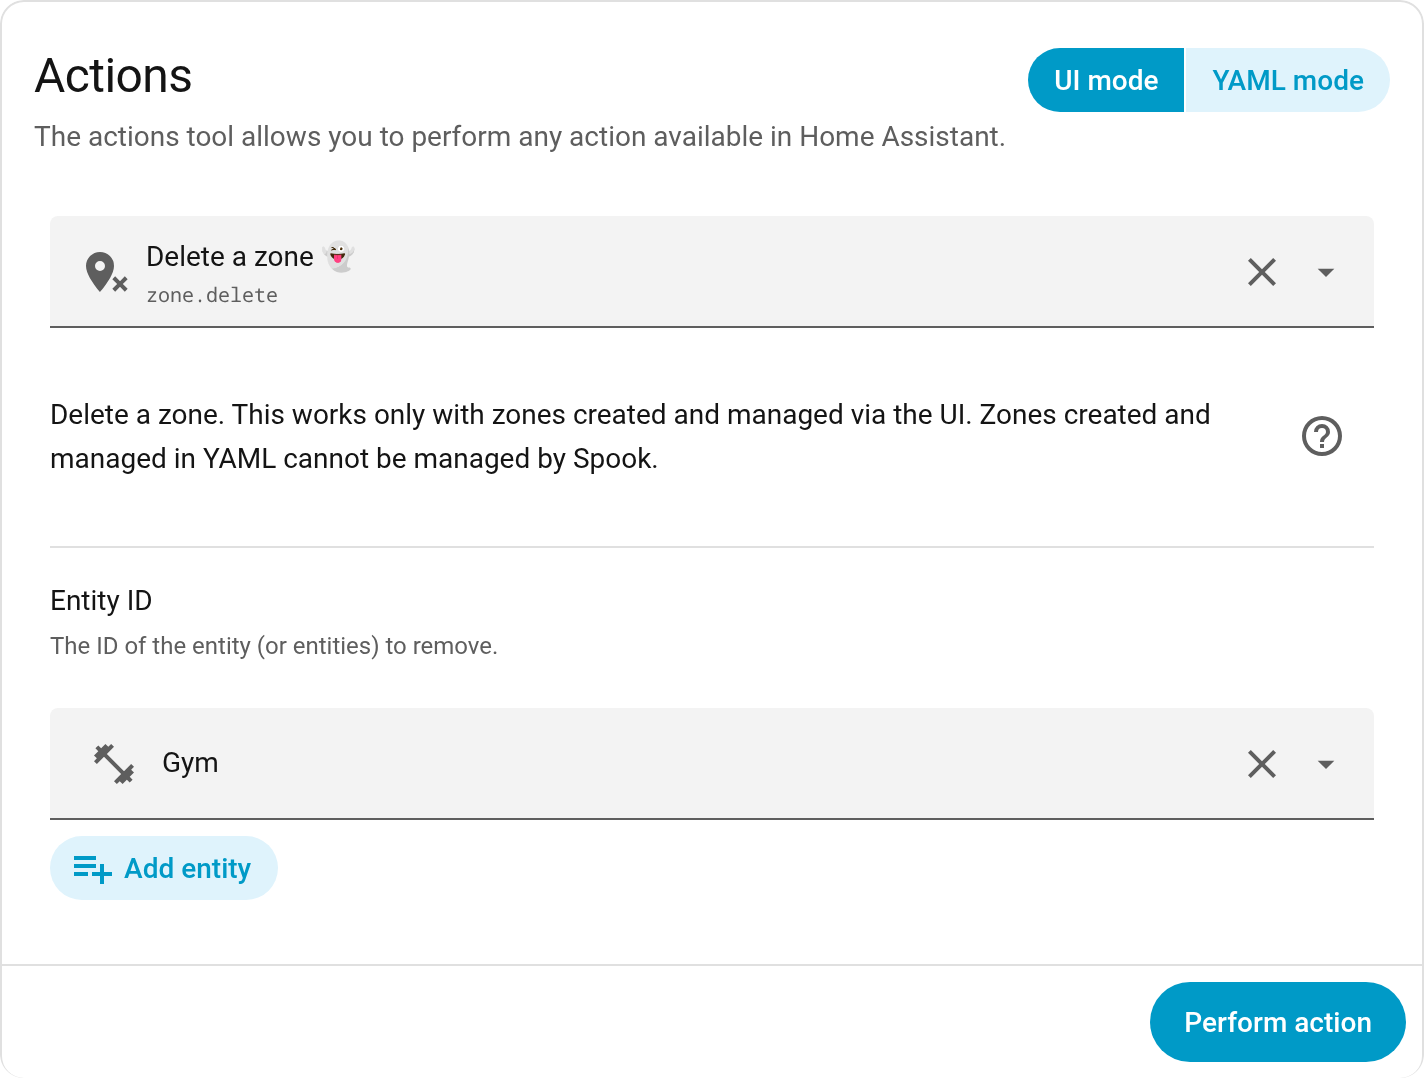 Actions
UI mode
YAML mode
The actions tool allows you to perform any action available in Home Assistant.
Delete a zone 👻
zone.delete
Delete a zone. This works only with zones created and managed via the UI. Zones created and
managed in YAML cannot be managed by Spook.
Entity ID
The ID of the entity (or entities) to remove.
Gym
Add entity
Perform action